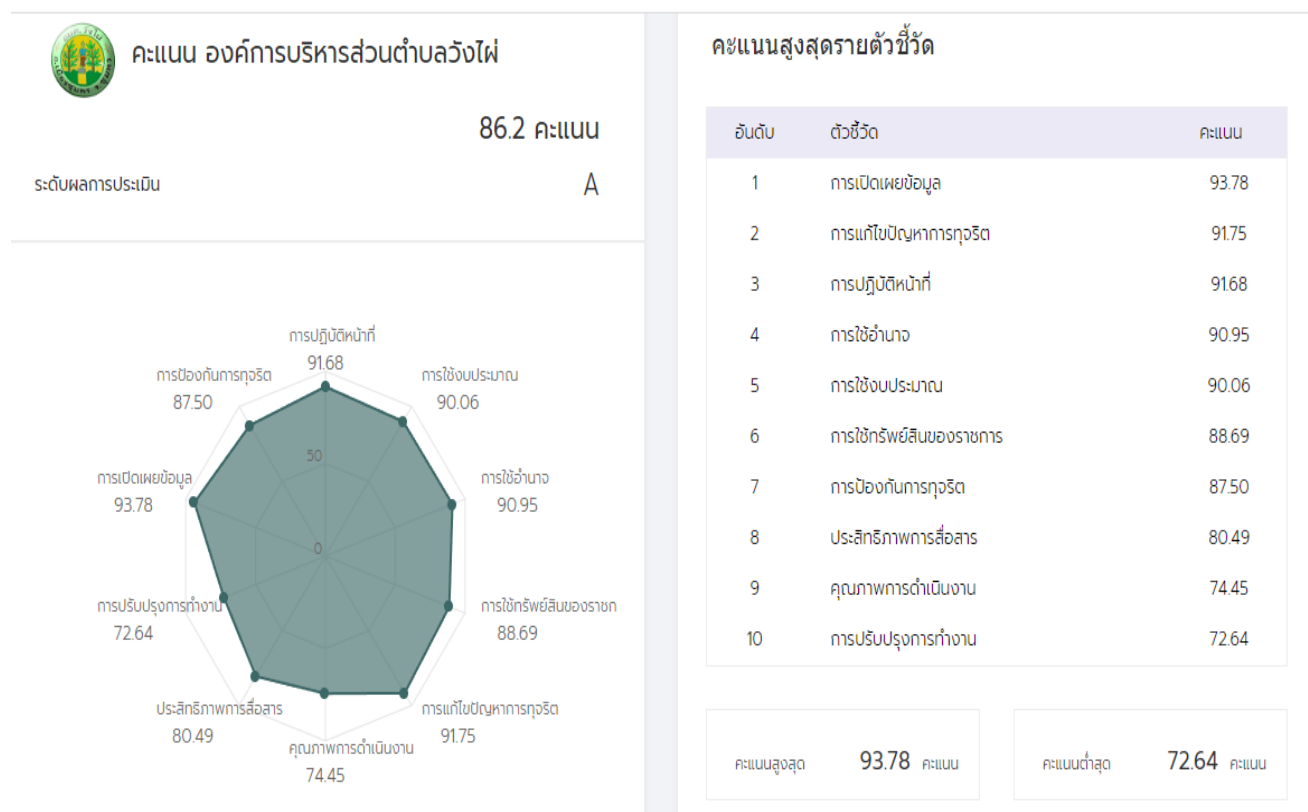 คะแนน องค์การบริหารส่วนตำบลวังไผ่
86.2 คะแนน
ระดับผลการประเมิน A
การปฏิบัติหน้าที่
91.68
การป้องกันการทุจริต
87.50
การใช้งบประมาณ
90.06
50
การเปิดเผยข้อมูล
93.78
การใช้อำนาจ
90.95
0
การปรับปรุงการทำงาน
72.64
การใช้ทรัพย์สินของราชก
88.69
ประสิทธิภาพการสื่อสาร
80.49
การแก้ไขปัญหาการทุจริต
91.75
คุณภาพการดำเนินงาน
74.45
คะแนนสูงสุดรายตัวชี้วัด
อันดับ ตัวชี้วัด คะแนน
1 การเปิดเผยข้อมูล 93.78
2 การแก้ไขปัญหาการทุจริต 91.75
3 การปฏิบัติหน้าที่ 91.68
4 การใช้อำนาจ 90.95
5 การใช้งบประมาณ 90.06
6 การใช้ทรัพย์สินของราชการ 88.69
7 การป้องกันการทุจริต 87.50
8 ประสิทธิภาพการสื่อสาร 80.49
9 คุณภาพการดำเนินงาน 74.45
10 การปรับปรุงการทำงาน 72.64
คะแนนสูงสุด 93.78 คะแนน
คะแนนต่ำสุด 72.64 คะแนน